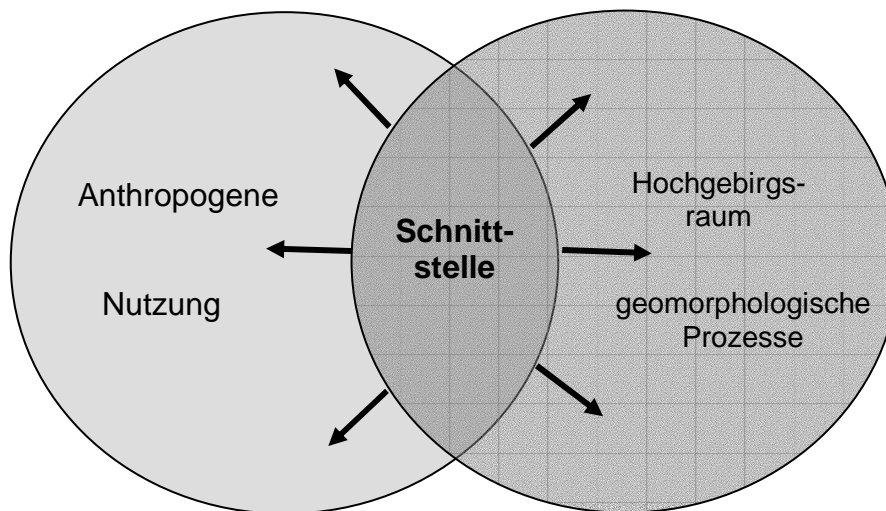 Anthropogene
Nutzung
Schnitt-
stelle
Hochgebirgs-
raum
geomorphologische
Prozesse